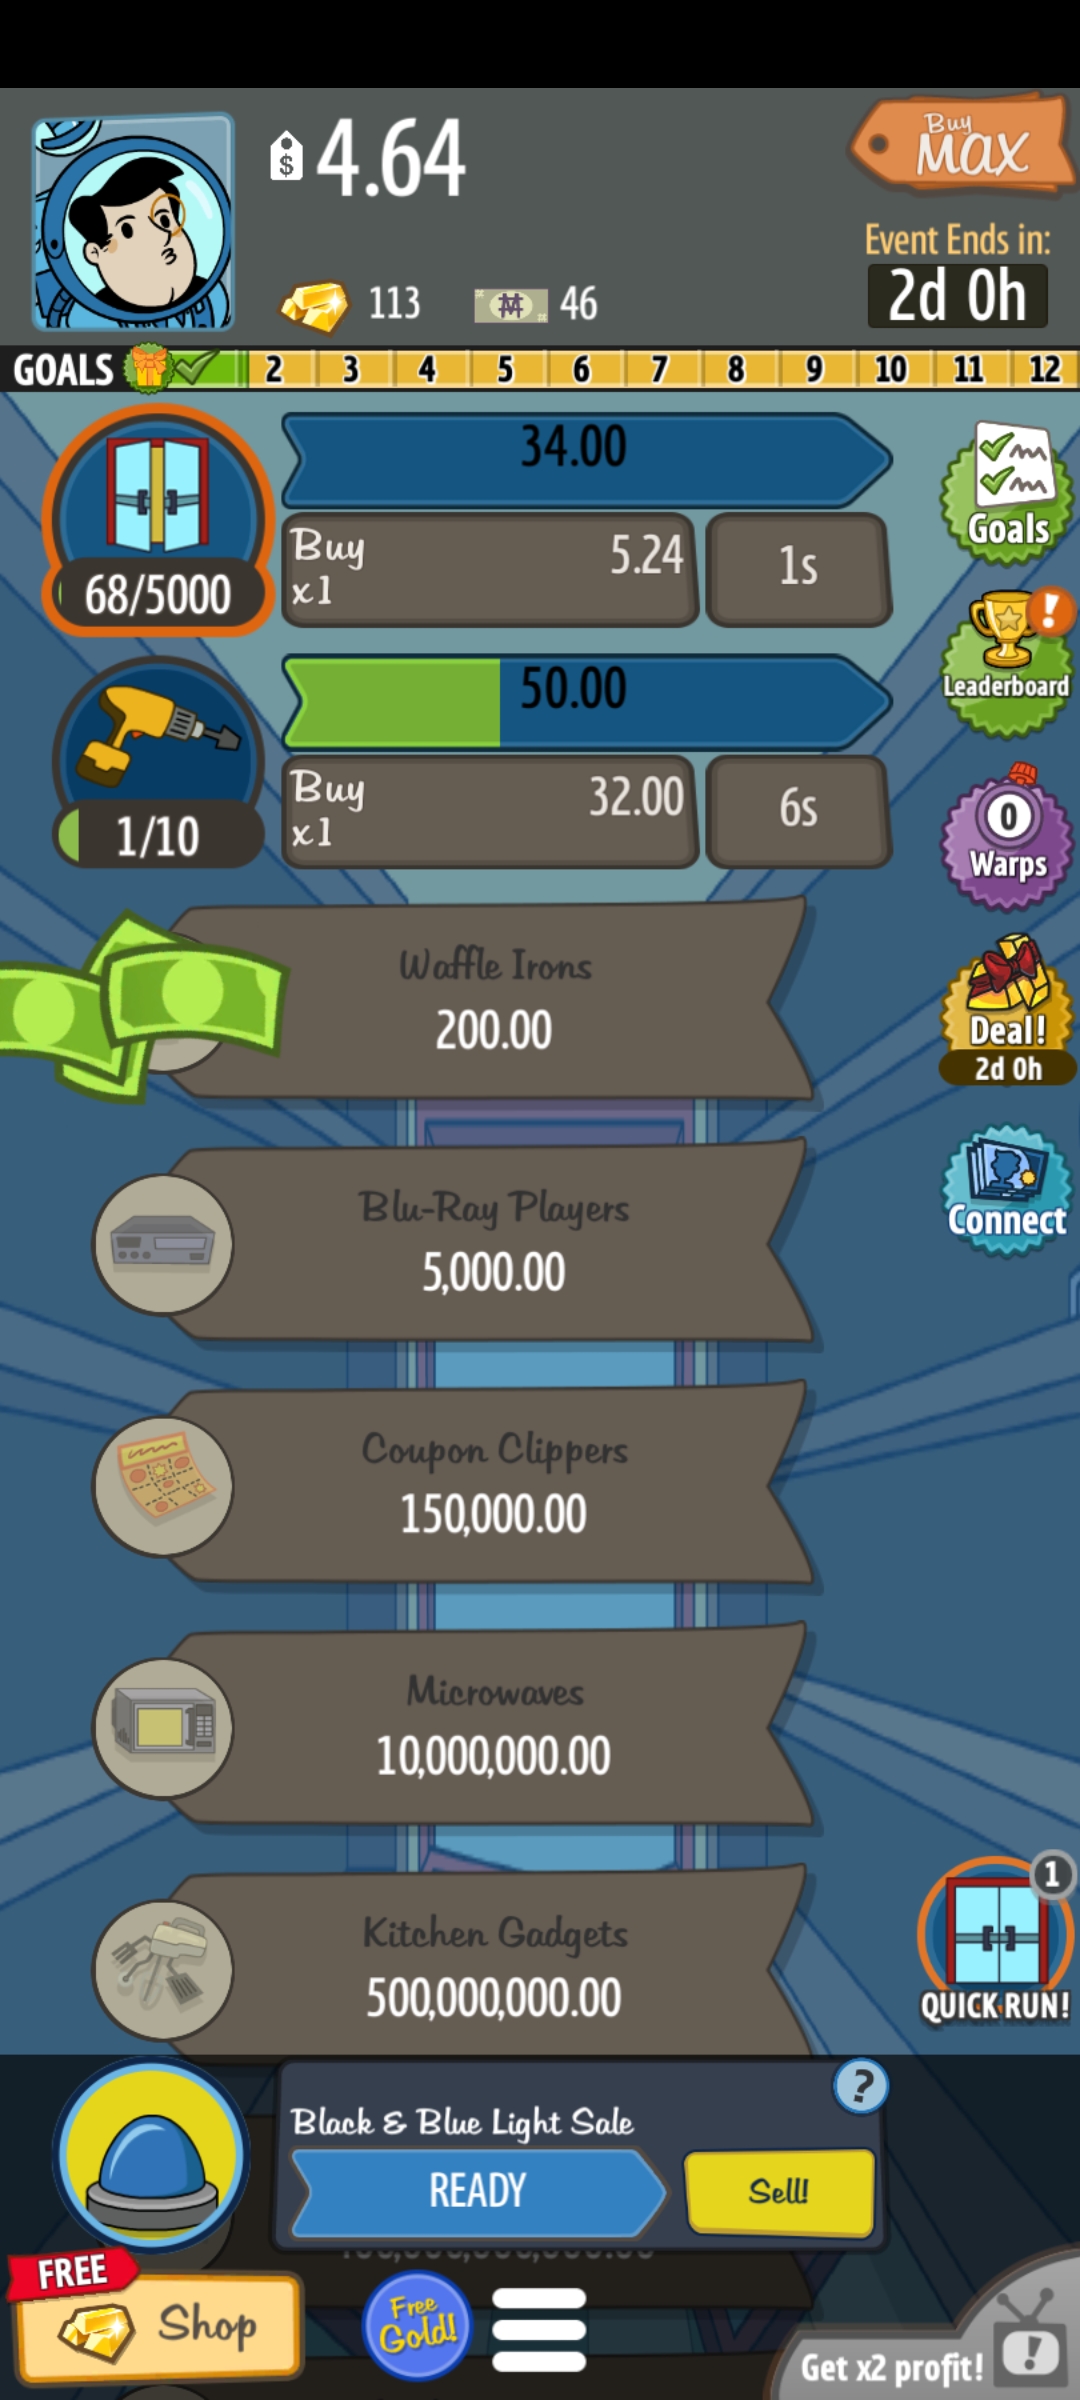 $ 4.64
Buy
MAX
113
46
Event Ends in:
2d 0h
GOALS 2 3 4 5 6 7 8 9 10 11 12
34.00
Buy
x1
5.24
1s
68/5000
Goals
Leaderboard
50.00
Buy
x1
32.00
6s
1/10
0
Warps
Waffle Irons
200.00
Deal!
2d 0h
Blu-Ray Players
5,000.00
Connect
Coupon Clippers
150,000.00
Microwaves
10,000,000.00
Kitchen Gadgets
500,000,000.00
1
QUICK RUN!
?
Black & Blue Light Sale
READY
Sell!
FREE
Shop
Free
Gold!
Get x2 profit!